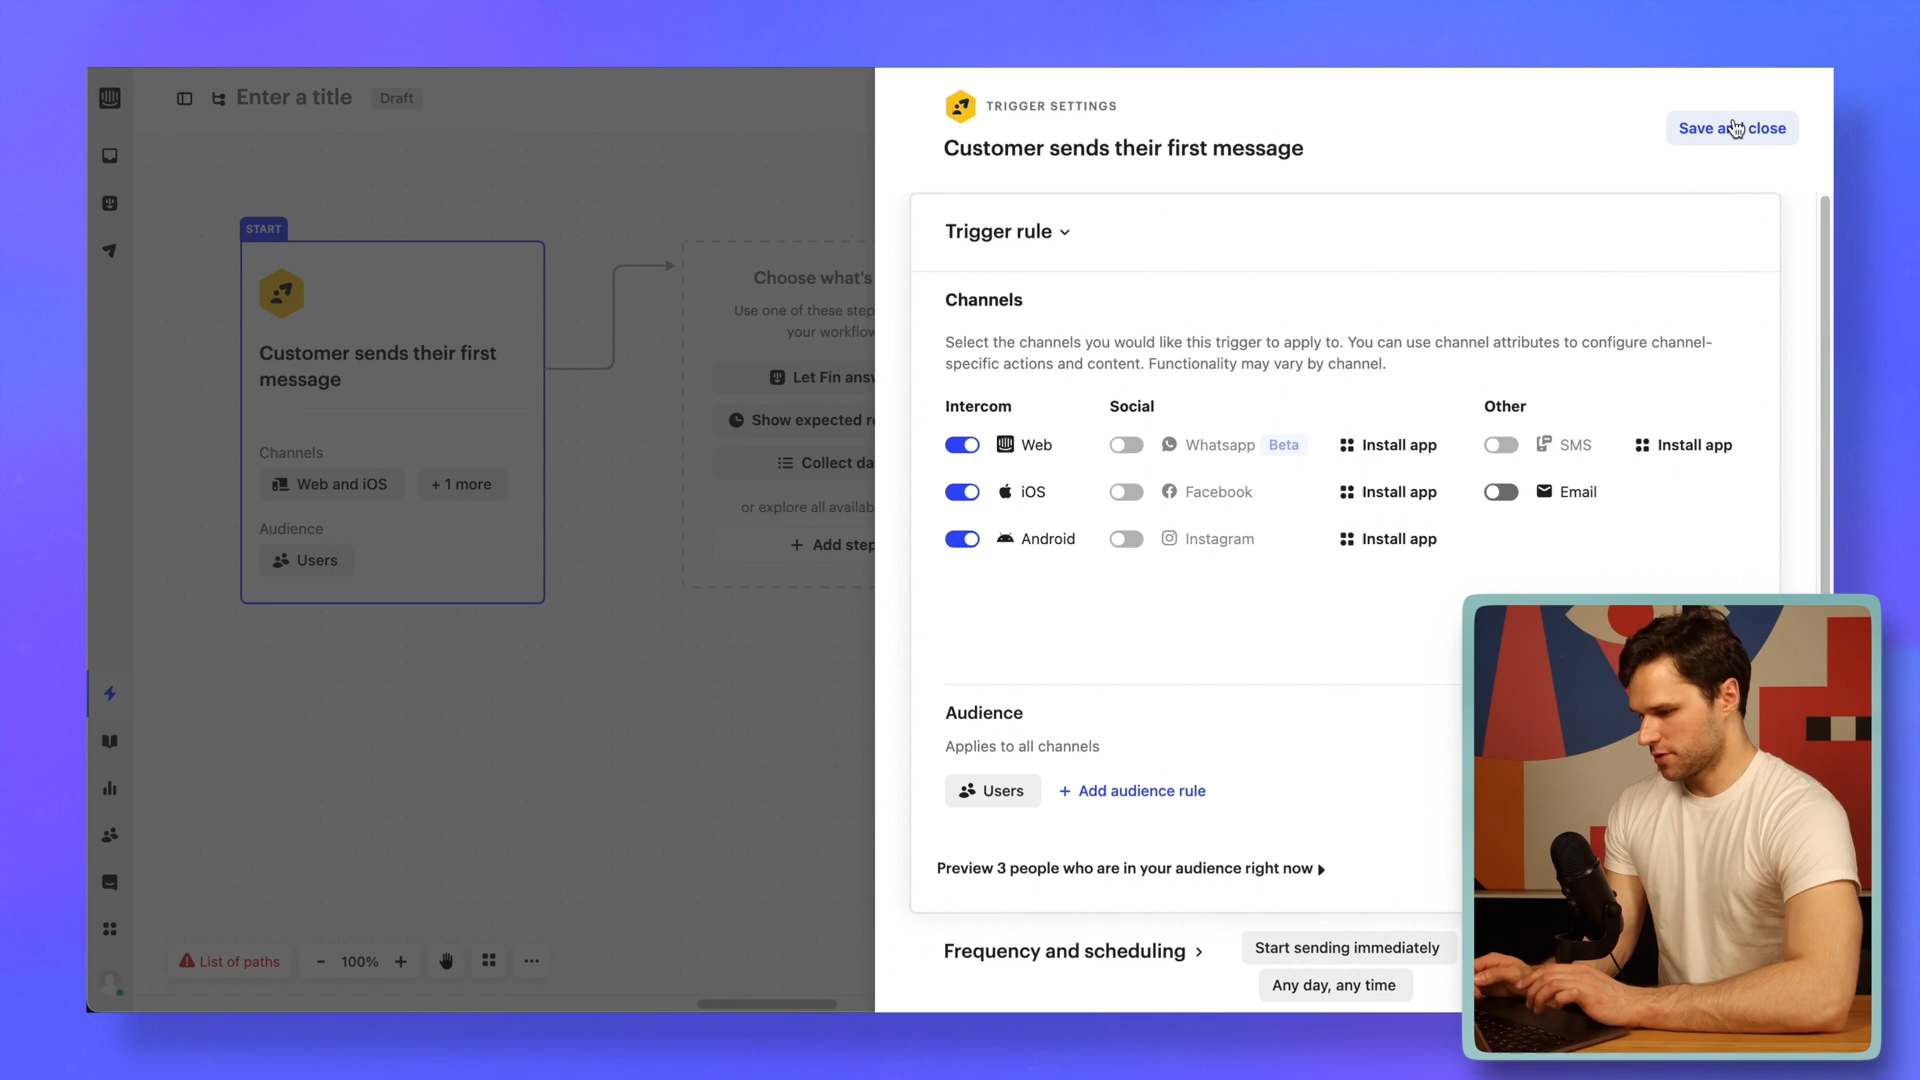 Enter a title
Draft
START
Customer sends their first
message
Channels
Web and iOS
+ 1 more
Audience
Users
Choose what's
Use one of these step
your workflow
Let Fin answ
Show expected r
Collect da
or explore all availab
+ Add step
List of paths
- 100% +
TRIGGER SETTINGS
Customer sends their first message
Save and close
Trigger rule
Channels
Select the channels you would like this trigger to apply to. You can use channel attributes to configure channel-
specific actions and content. Functionality may vary by channel.
Intercom Social Other
Web Whatsapp Beta Install app SMS Install app
iOS Facebook Install app Email
Android Instagram Install app
Audience
Applies to all channels
Users + Add audience rule
Preview 3 people who are in your audience right now
Frequency and scheduling Start sending immediately
Any day, any time